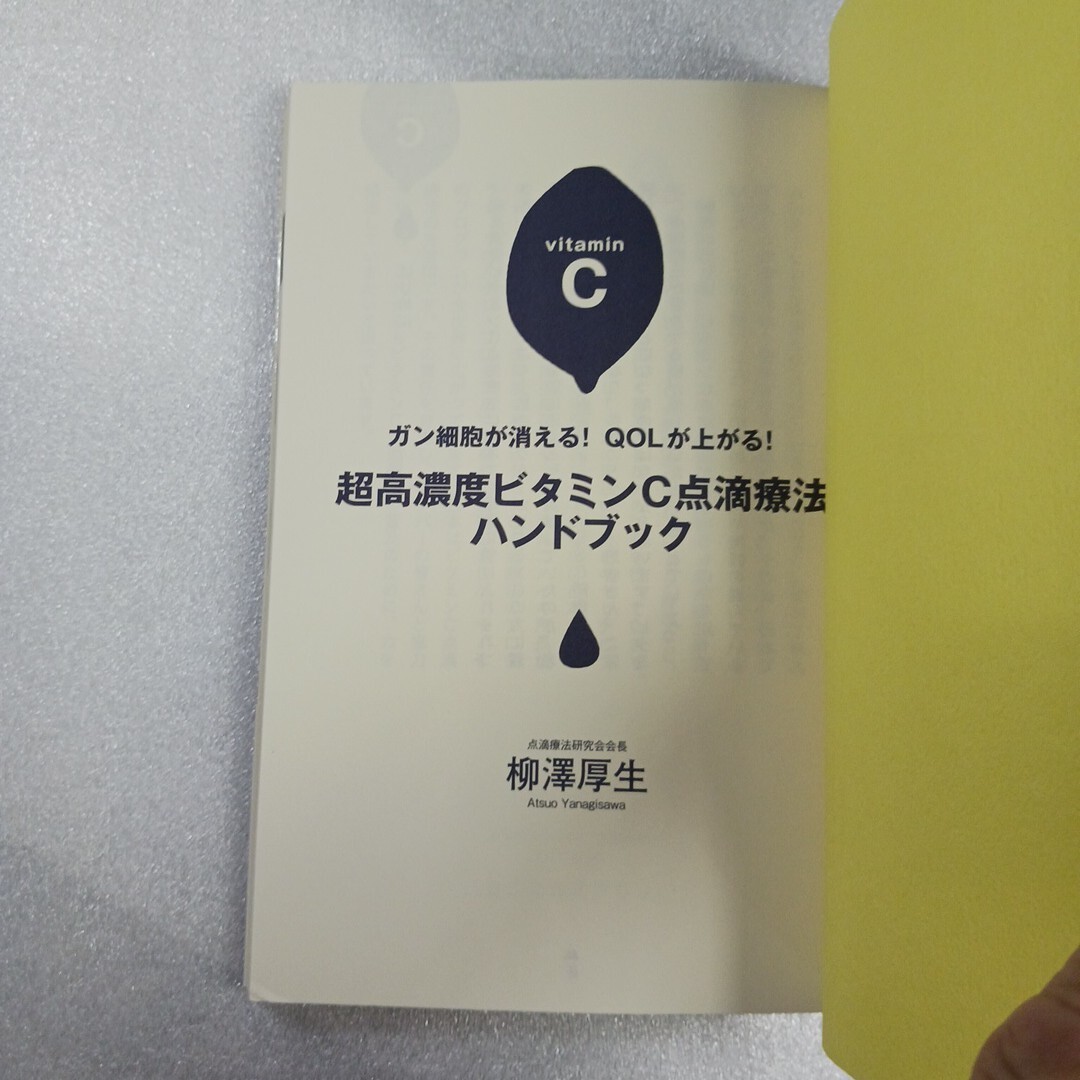 vitamin
C
ガン細胞が消える! QOLが上がる!
超高濃度ビタミンC点滴療法
ハンドブック
点滴療法研究会会長
柳澤厚生
Atsuo Yanagisawa